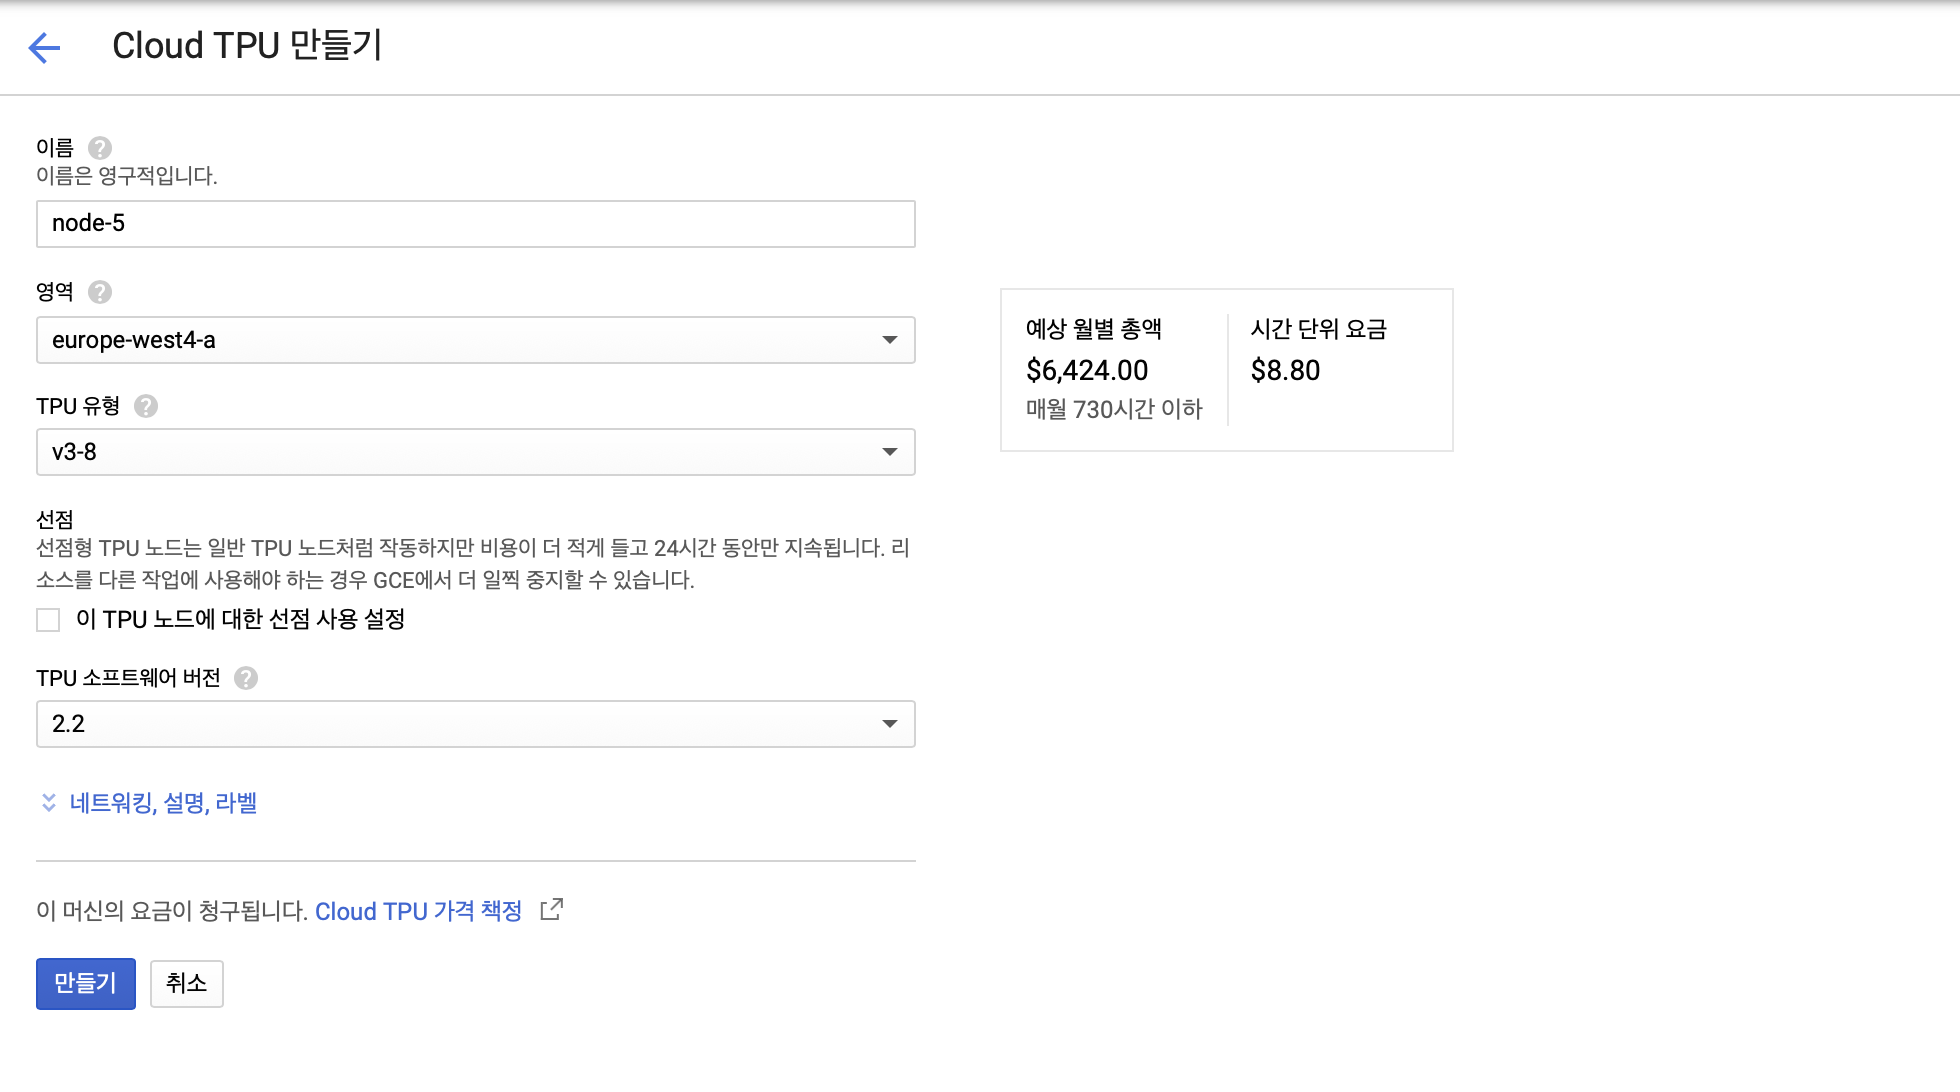 Cloud TPU 만들기
이름
이름은 영구적입니다.
node-5
영역
europe-west4-a
TPU 유형
v3-8
예상 월별 총액
$6,424.00
매월 730시간 이하
시간 단위 요금
$8.80
선점
선점형 TPU 노드는 일반 TPU 노드처럼 작동하지만 비용이 더 적게 들고 24시간 동안만 지속됩니다. 리
소스를 다른 작업에 사용해야 하는 경우 GCE에서 더 일찍 중지할 수 있습니다.
이 TPU 노드에 대한 선점 사용 설정
TPU 소프트웨어 버전
2.2
네트워킹, 설명, 라벨
이 머신의 요금이 청구됩니다. Cloud TPU 가격 책정
만들기
취소